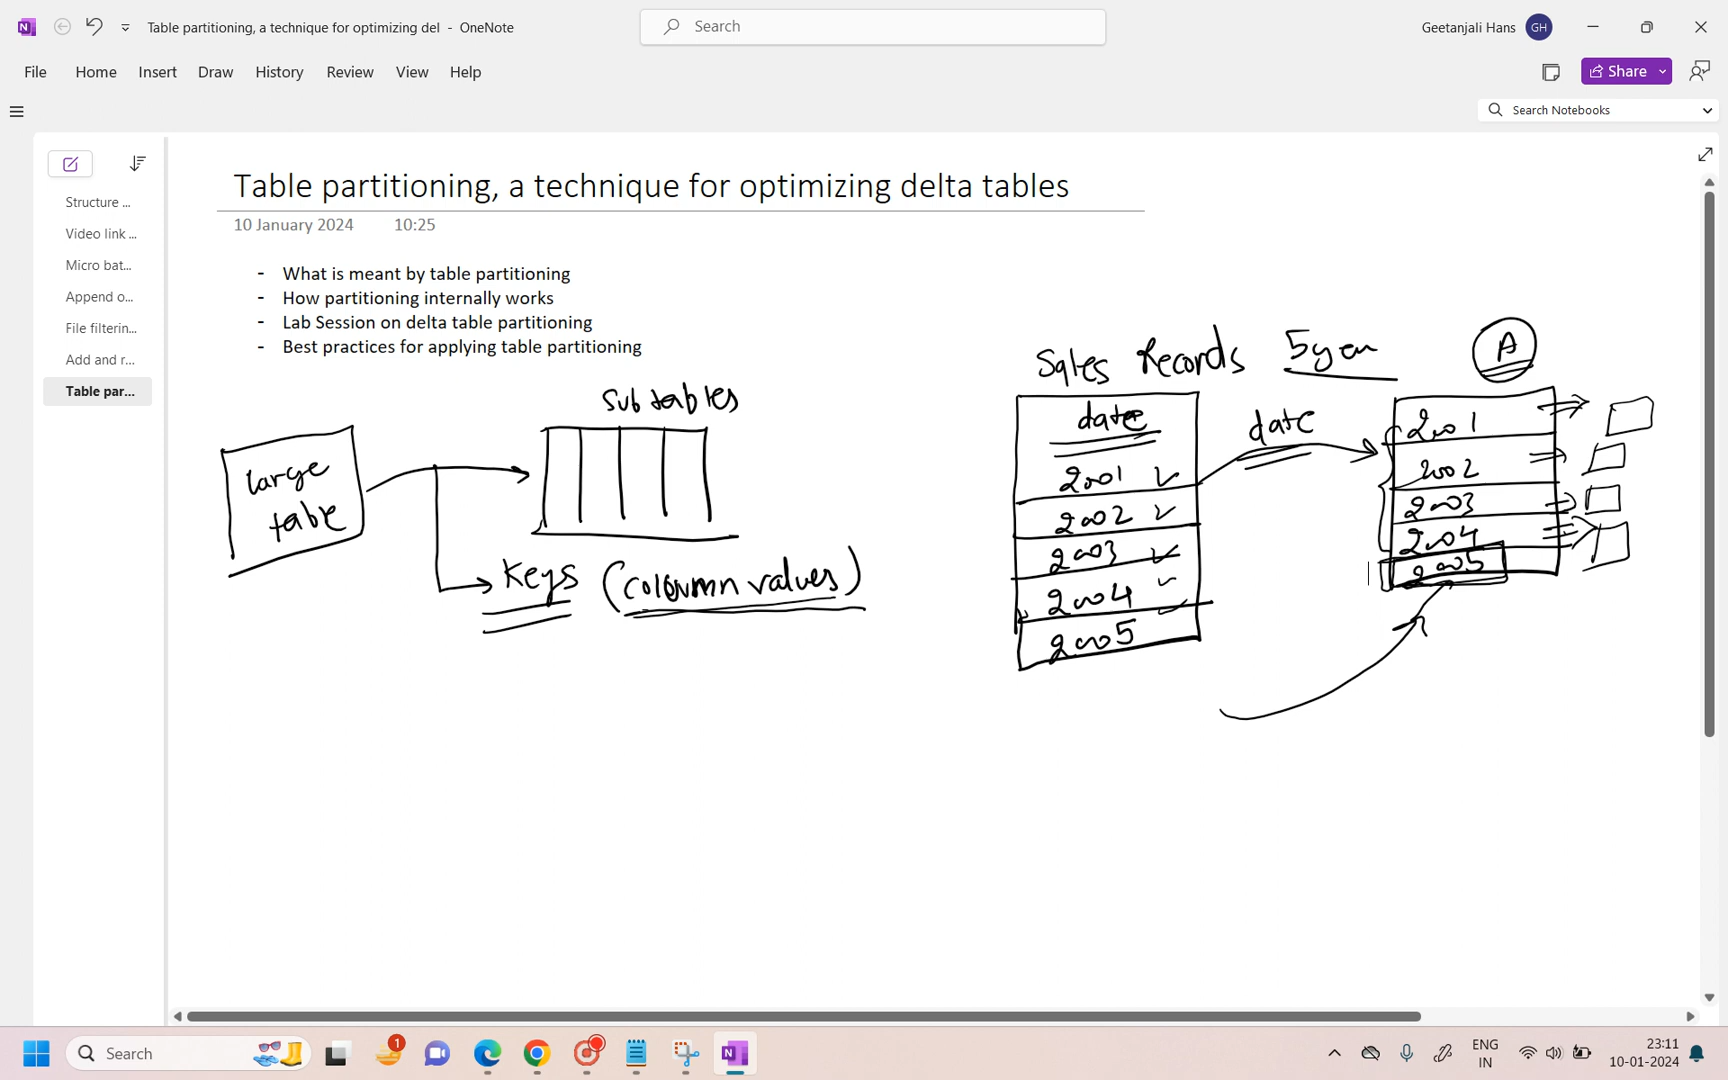 Table partitioning, a technique for optimizing del - OneNote
Search
Geetanjali Hans
GH
File Home Insert Draw History Review View Help
Share
Search Notebooks
Structure ...
Video link ...
Micro bat...
Append o...
File filterin...
Add and r...
Table par...
Table partitioning, a technique for optimizing delta tables
10 January 2024 10:25
- What is meant by table partitioning
- How partitioning internally works
- Lab Session on delta table partitioning
- Best practices for applying table partitioning
large
table
Sub tables
Keys (column values)
Sales Records 5 year
date
2001
2002
2003
2004
2005
date
A
2001
2002
2003
2004
2005
Search
1
ENG
IN
23:11
10-01-2024